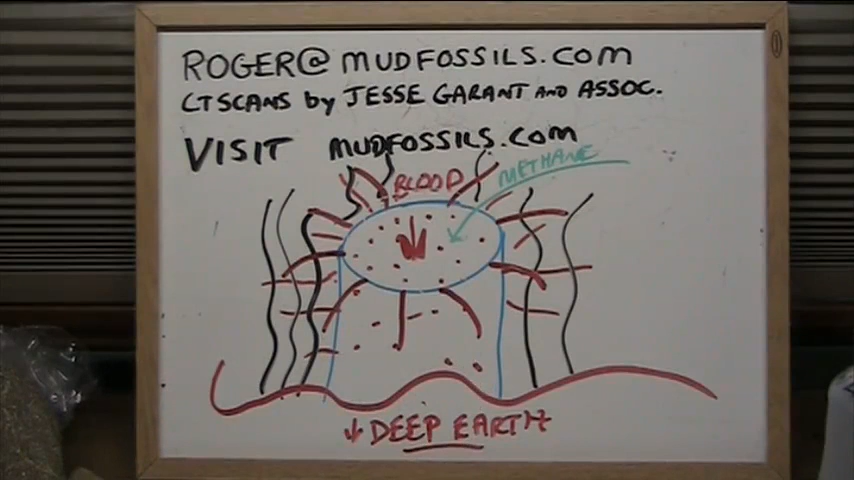 ROGER@ MUDFOSSILS.COM
CTSCANS by JESSE GARANT AND ASSOC.
VISIT MUDFOSSILS.COM
BLOOD METHANE
↓ DEEP EARTH